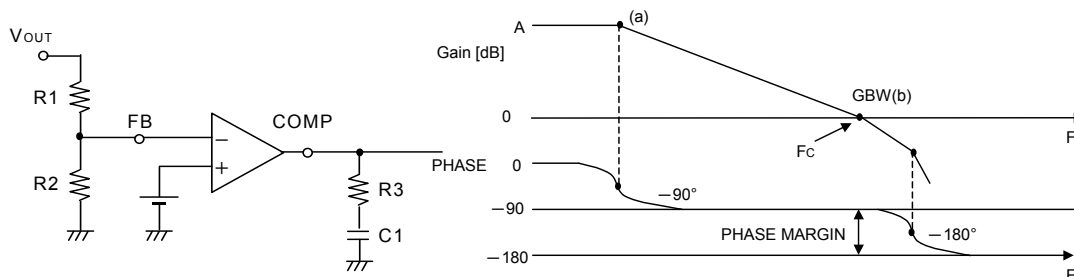 VOUT
R1
FB
COMP
−
+
R2
R3
C1
A
(a)
Gain [dB]
GBW(b)
0
F
FC
PHASE
0
−90°
−90
PHASE MARGIN
−180°
−180
F